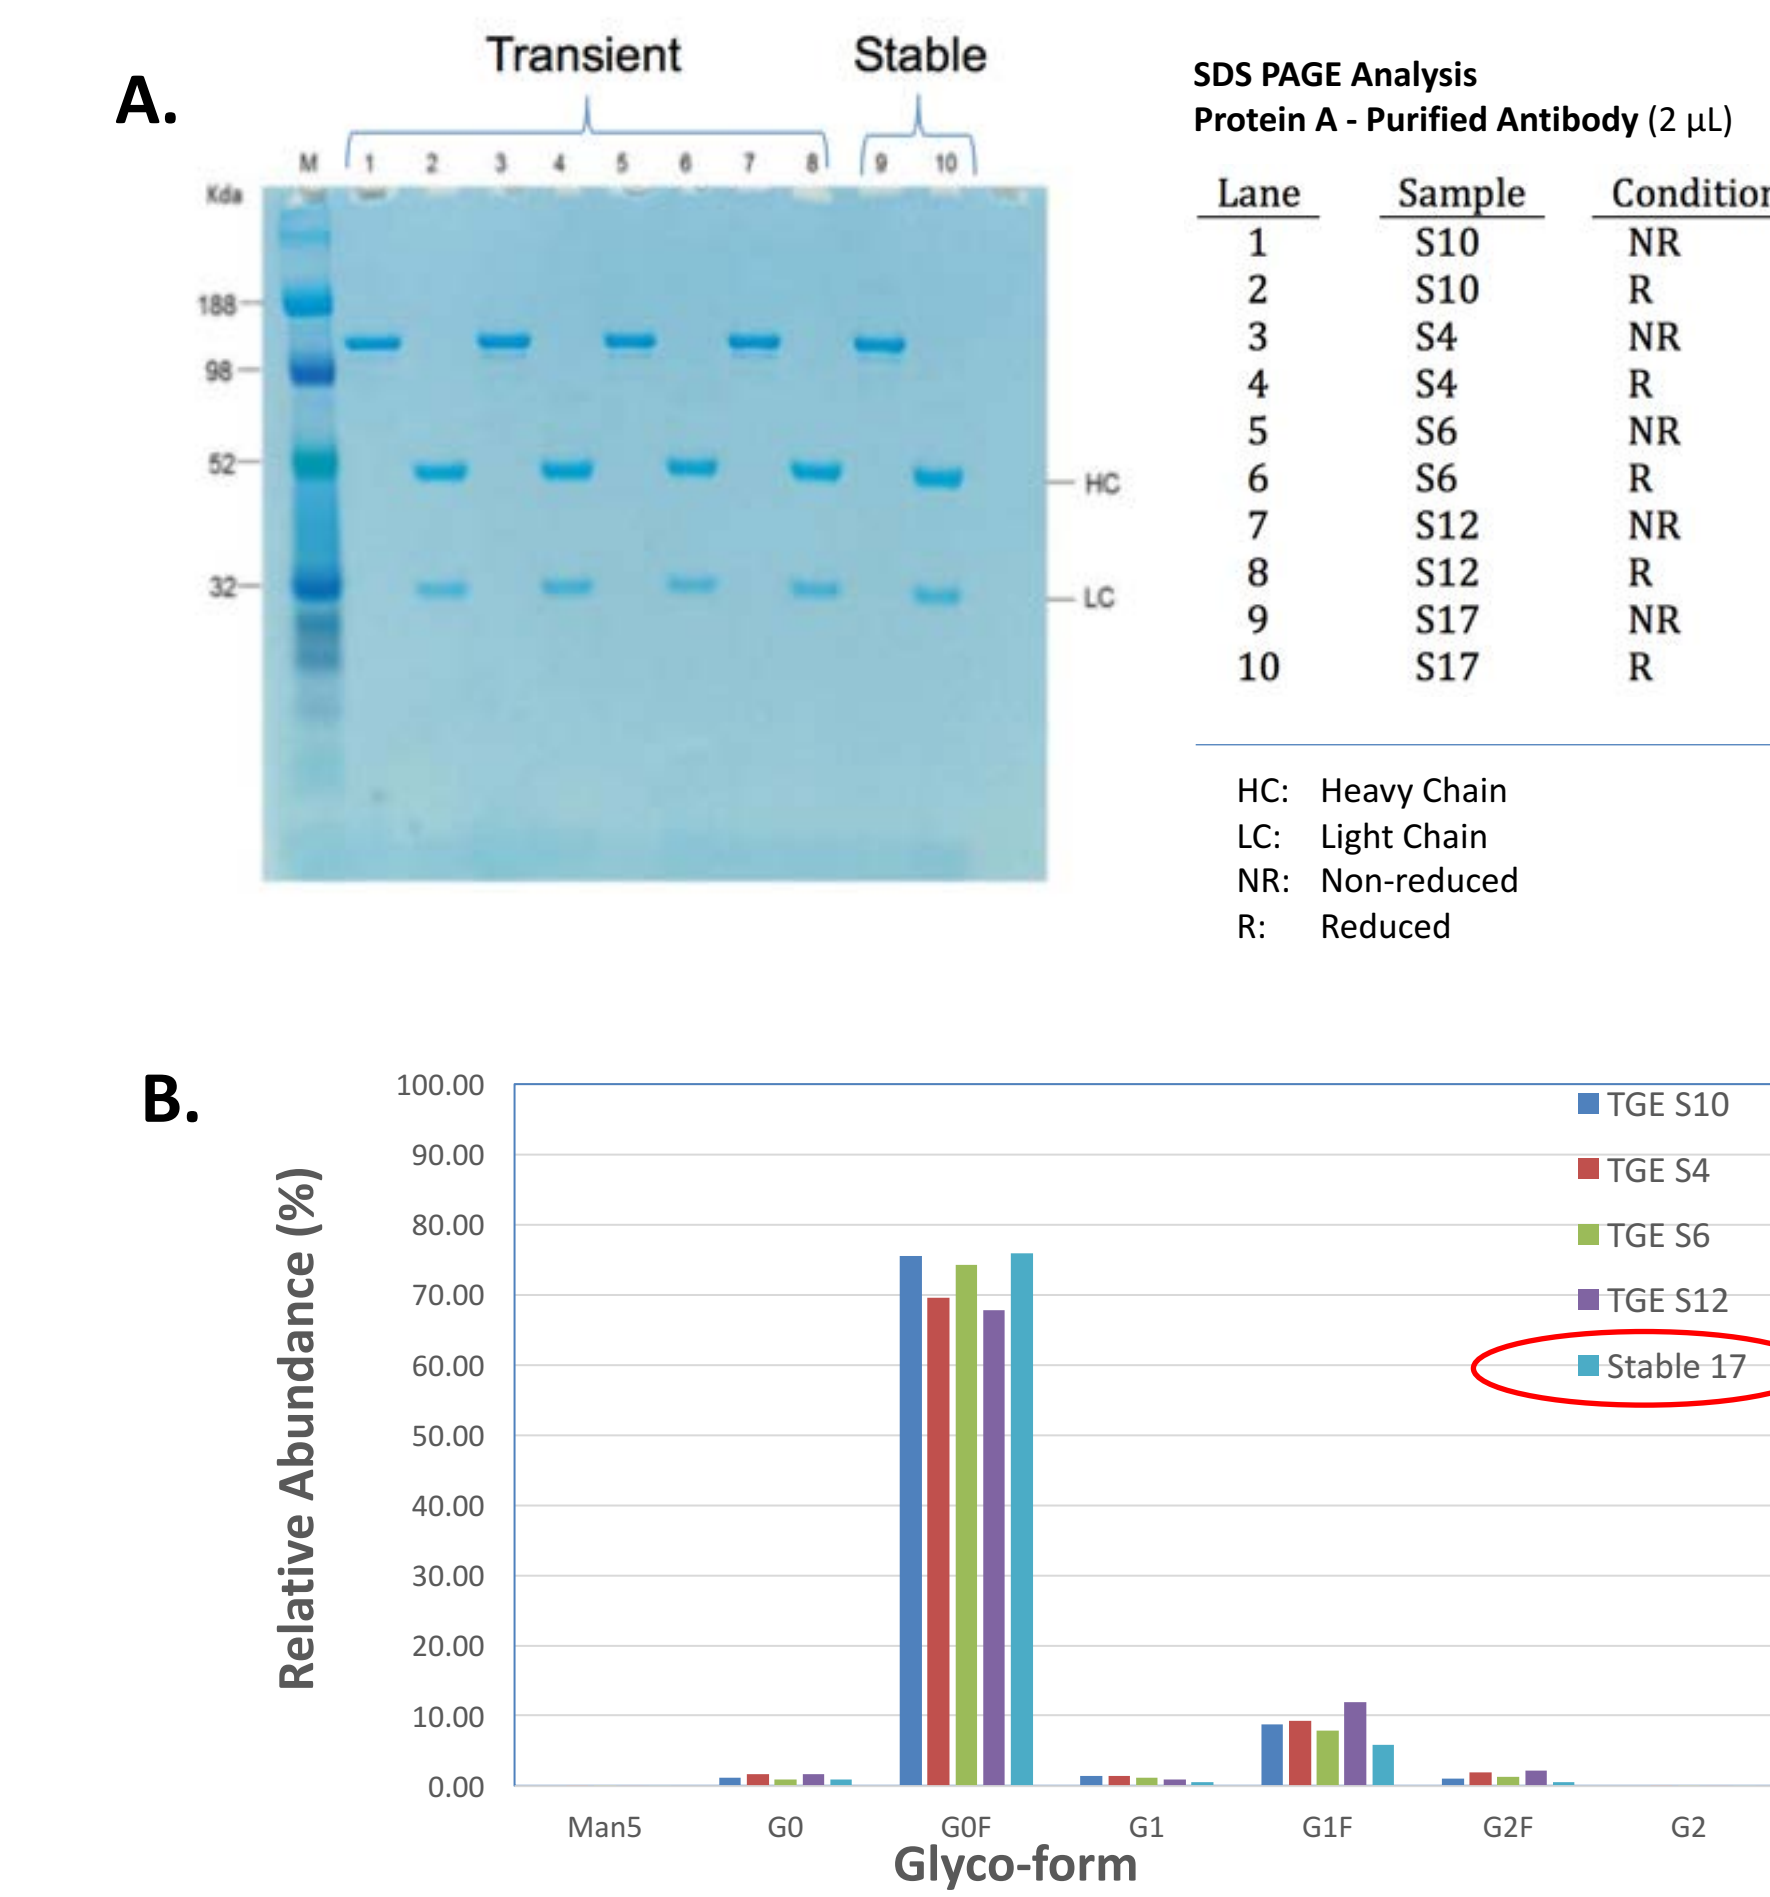 A.
Transient
Stable
M 1 2 3 4 5 6 7 8 9 10
Kda
188
98
52
32
HC
LC
SDS PAGE Analysis
Protein A - Purified Antibody (2 µL)
Lane Sample Condition
1 S10 NR
2 S10 R
3 S4 NR
4 S4 R
5 S6 NR
6 S6 R
7 S12 NR
8 S12 R
9 S17 NR
10 S17 R
HC: Heavy Chain
LC: Light Chain
NR: Non-reduced
R: Reduced
B.
Relative Abundance (%)
100.00
90.00
80.00
70.00
60.00
50.00
40.00
30.00
20.00
10.00
0.00
TGE S10
TGE S4
TGE S6
TGE S12
Stable 17
Man5 G0 G0F G1 G1F G2F G2
Glyco-form